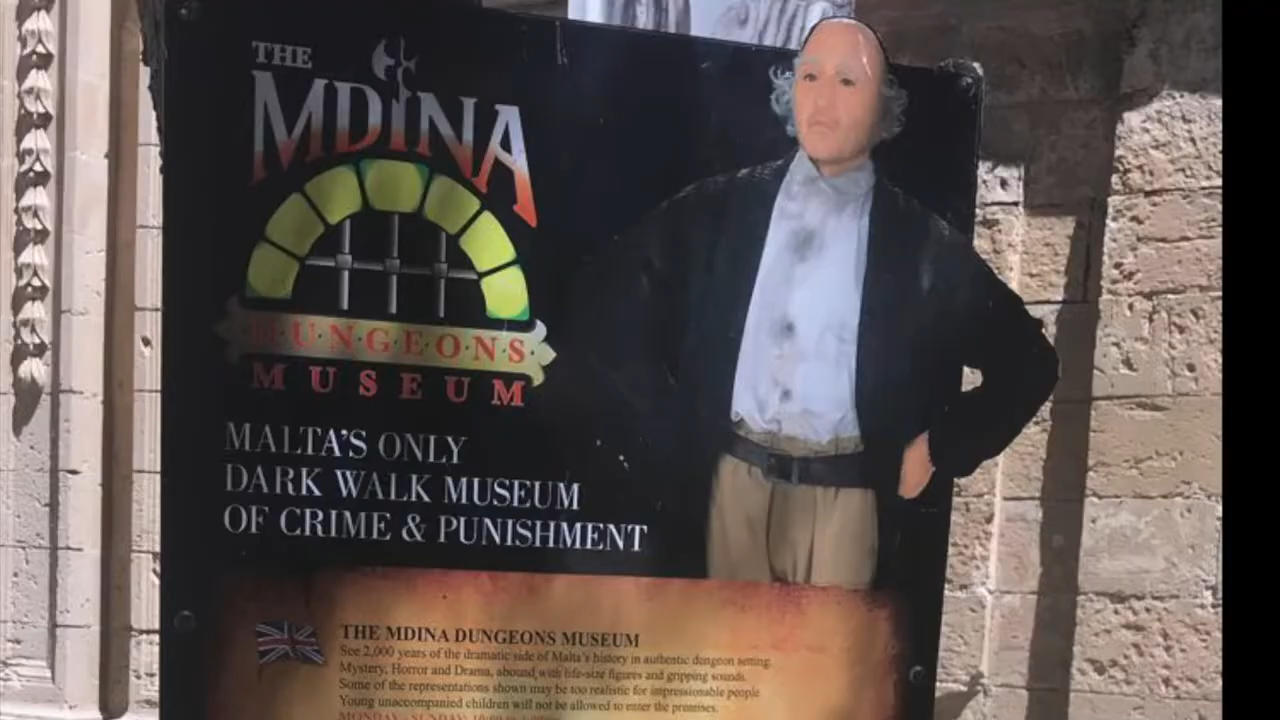 THE
MDINA
DUNGEONS
MUSEUM
MALTA'S ONLY
DARK WALK MUSEUM
OF CRIME & PUNISHMENT
THE MDINA DUNGEONS MUSEUM
See 2,000 years of the dramatic side of Malta's history in authentic dungeon setting.
Mystery, Horror and Drama, abound with life-size figures and gripping sounds.
Some of the representations shown may be too realistic for impressionable people
Young unaccompanied children will not be allowed to enter the premises.
MONDAY - SUNDAY: